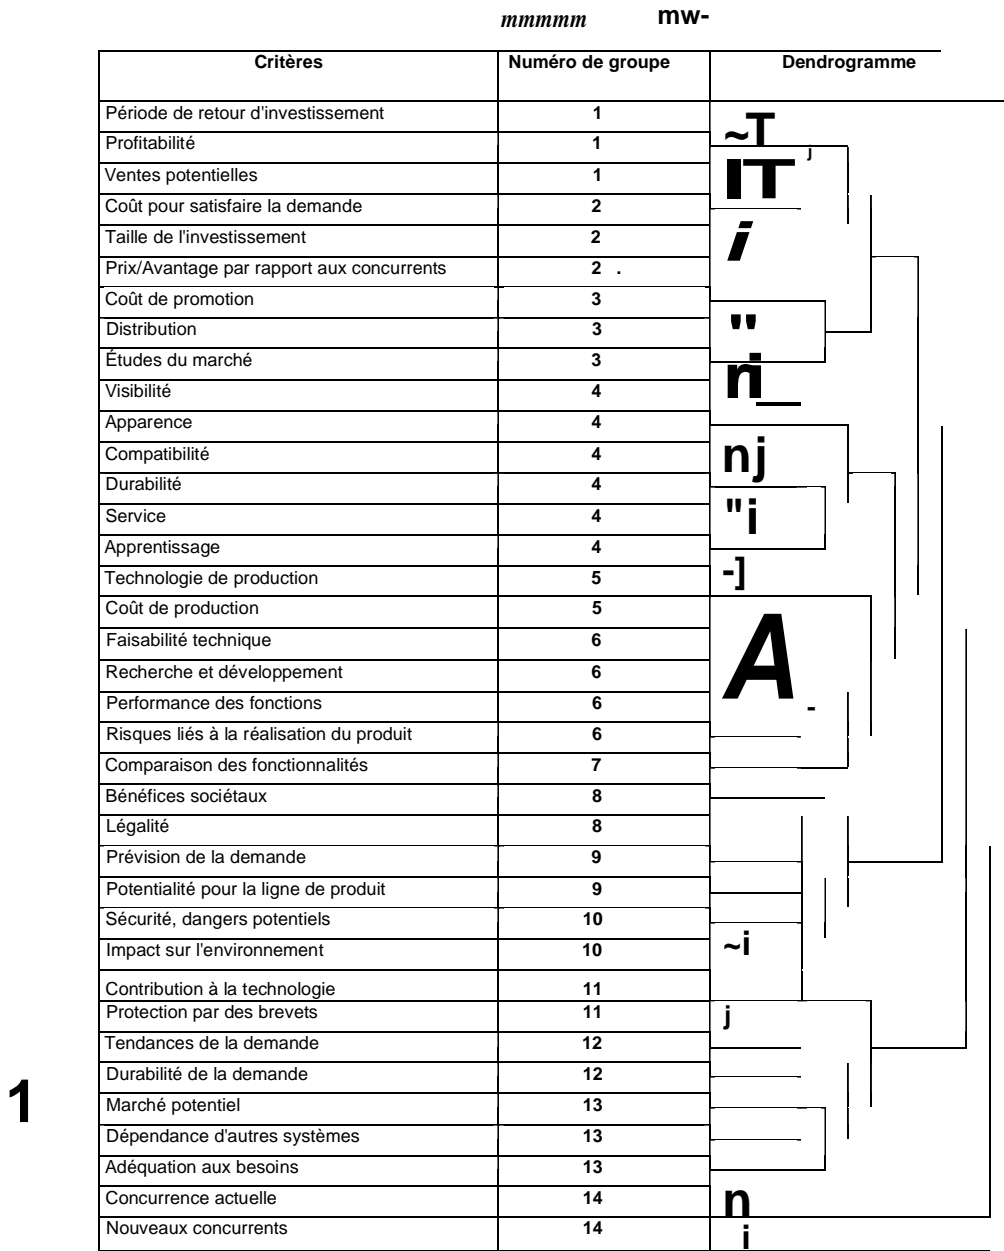 mmmmm mw-
Critères Numéro de groupe Dendrogramme
Période de retour d'investissement 1
~T
Profitabilité 1
j
Ventes potentielles 1
IT
Coût pour satisfaire la demande 2
Taille de l'investissement 2
i
Prix/Avantage par rapport aux concurrents 2 .
Coût de promotion 3
Distribution 3
"
Études du marché 3
ri_
Visibilité 4
Apparence 4
Compatibilité 4
nj
Durabilité 4
Service 4
"i
Apprentissage 4
Technologie de production 5
-]
Coût de production 5
Faisabilité technique 6
Recherche et développement 6
A
Performance des fonctions 6
-
Risques liés à la réalisation du produit 6
Comparaison des fonctionnalités 7
Bénéfices sociétaux 8
Légalité 8
Prévision de la demande 9
Potentialité pour la ligne de produit 9
Sécurité, dangers potentiels 10
Impact sur l'environnement 10
~i
Contribution à la technologie 11
Protection par des brevets 11
j
Tendances de la demande 12
Durabilité de la demande 12
1
Marché potentiel 13
Dépendance d'autres systèmes 13
Adéquation aux besoins 13
Concurrence actuelle 14
n
Nouveaux concurrents 14
i